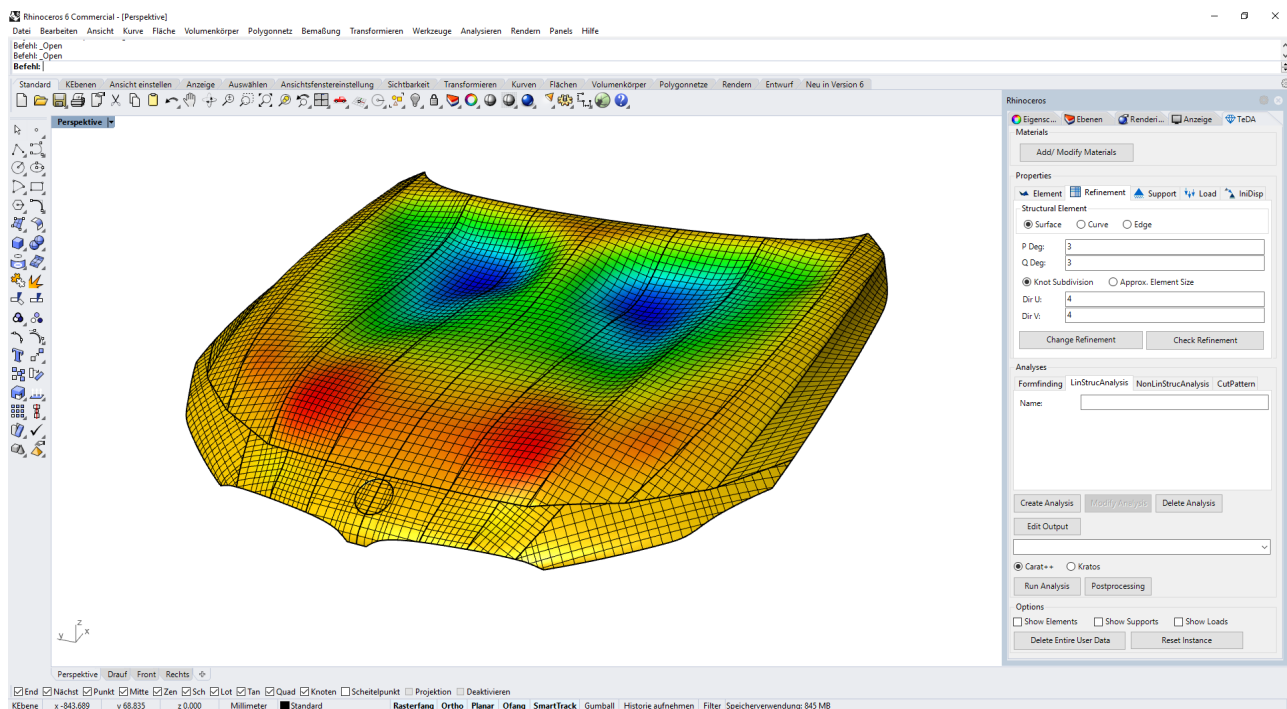 Rhinoceros 6 Commercial - [Perspektive]
Datei Bearbeiten Ansicht Kurve Fläche Volumenkörper Polygonnetz Bemaßung Transformieren Werkzeuge Analysieren Rendern Panels Hilfe
Befehl: _Open
Befehl: _Open
Befehl:
Standard KEbenen Ansicht einstellen Anzeige Auswählen Ansichtsfenstereinstellung Sichtbarkeit Transformieren Kurven Flächen Volumenkörper Polygonnetze Rendern Entwurf Neu in Version 6
Perspektive
Rhinoceros
Eigensc... Ebenen Renderi... Anzeige TeDA
Materials
Add/ Modify Materials
Properties
Element Refinement Support Load IniDisp
Structural Element
Surface Curve Edge
P Deg: 3
Q Deg: 3
Knot Subdivision Approx. Element Size
Dir U: 4
Dir V: 4
Change Refinement Check Refinement
Analyses
Formfinding LinStrucAnalysis NonLinStrucAnalysis CutPattern
Name:
Create Analysis Modify Analysis Delete Analysis
Edit Output
Carat++ Kratos
Run Analysis Postprocessing
Options
Show Elements Show Supports Show Loads
Delete Entire User Data Reset Instance
z
y x
Perspektive Drauf Front Rechts
End Nächst Punkt Mitte Zen Sch Lot Tan Quad Knoten Scheitelpunkt Projektion Deaktivieren
KEbene x -843.689 y 68.835 z 0.000 Millimeter Standard Rasterfang Ortho Planar Ofang SmartTrack Gumball Historie aufnehmen Filter Speicherverwendung: 845 MB